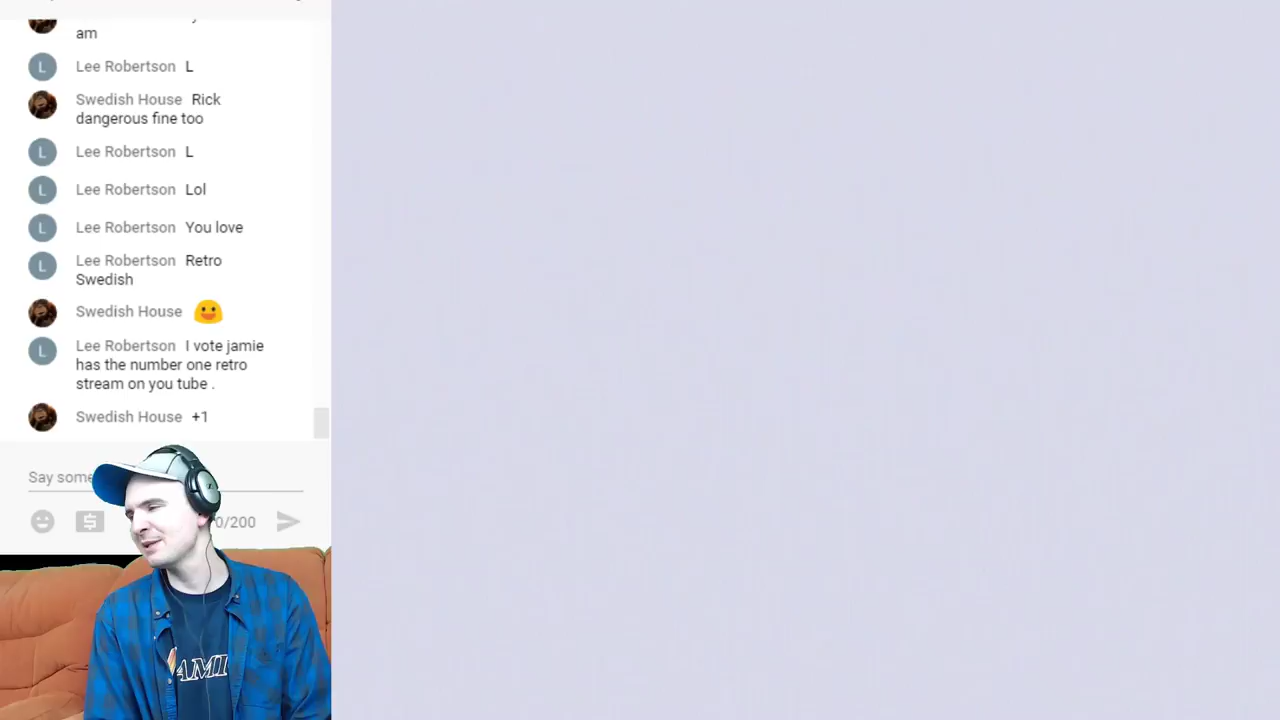 am
Lee Robertson L
Swedish House Rick
dangerous fine too
Lee Robertson L
Lee Robertson Lol
Lee Robertson You love
Lee Robertson Retro
Swedish
Swedish House
Lee Robertson I vote jamie
has the number one retro
stream on you tube .
Swedish House +1
Say some
0/200
AMI